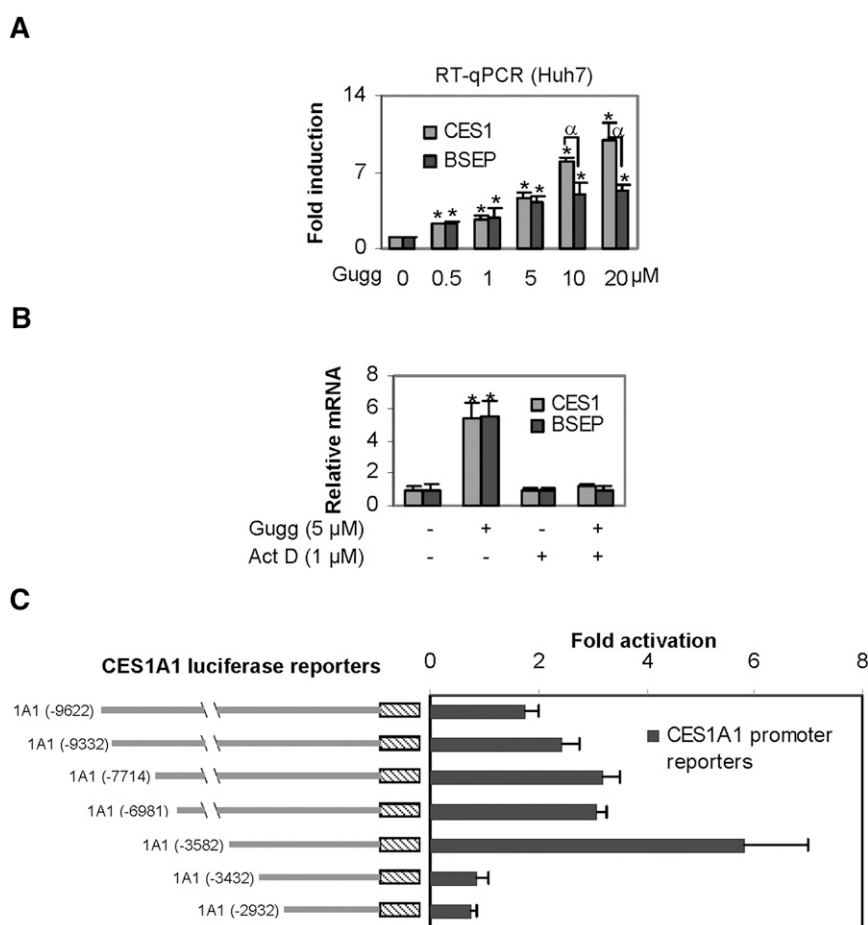 A
RT-qPCR (Huh7)
Fold induction
14
7
0
CES1
BSEP
* *
* *
* *
* α *
* α *
Gugg 0 0.5 1 5 10 20 µM
B
Relative mRNA
8
6
4
2
0
CES1
BSEP
* *
Gugg (5 µM) - + - +
Act D (1 µM) - - + +
C
Fold activation
CES1A1 luciferase reporters
0 2 4 6 8
1A1 (-9622)
1A1 (-9332)
1A1 (-7714)
1A1 (-6981)
1A1 (-3582)
1A1 (-3432)
1A1 (-2932)
CES1A1 promoter
reporters